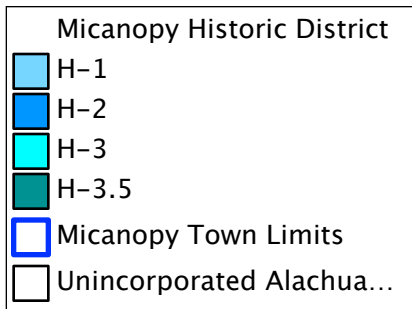 Micanopy Historic District
H-1
H-2
H-3
H-3.5
Micanopy Town Limits
Unincorporated Alachua...